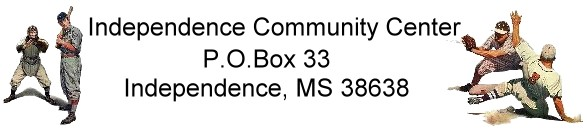 Independence Community Center
P.O.Box 33
Independence, MS 38638